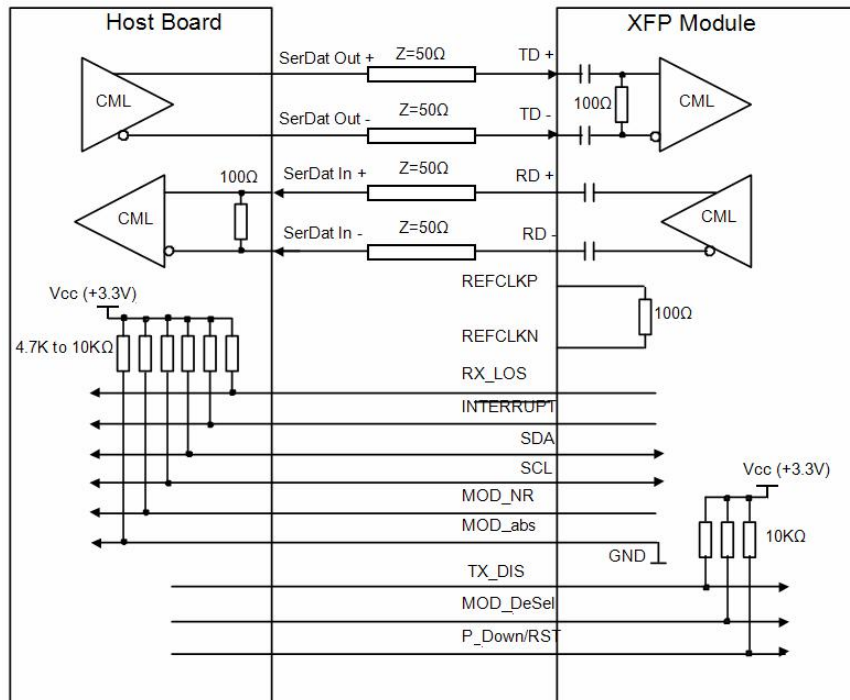 Host Board
XFP Module
SerDat Out +
Z=50Ω
TD +
CML
100Ω
CML
SerDat Out -
Z=50Ω
TD -
100Ω
SerDat In +
Z=50Ω
RD +
CML
CML
SerDat In -
Z=50Ω
RD -
Vcc (+3.3V)
REFCLKP
100Ω
4.7K to 10KΩ
REFCLKN
RX_LOS
INTERRUPT
SDA
SCL
Vcc (+3.3V)
MOD_NR
MOD_abs
10KΩ
GND
TX_DIS
MOD_DeSel
P_Down/RST